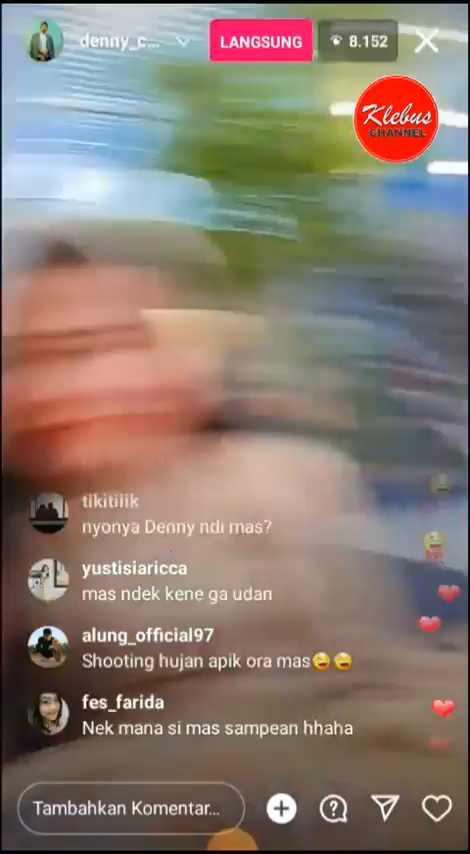 denny_c...
LANGSUNG
8.152
Klebus
CHANNEL
tikitiiik
nyonya Denny ndi mas?
yustisiaricca
mas ndek kene ga udan
alung_official97
Shooting hujan apik ora mas😂😂
fes_farida
Nek mana si mas sampean hhaha
Tambahkan Komentar...